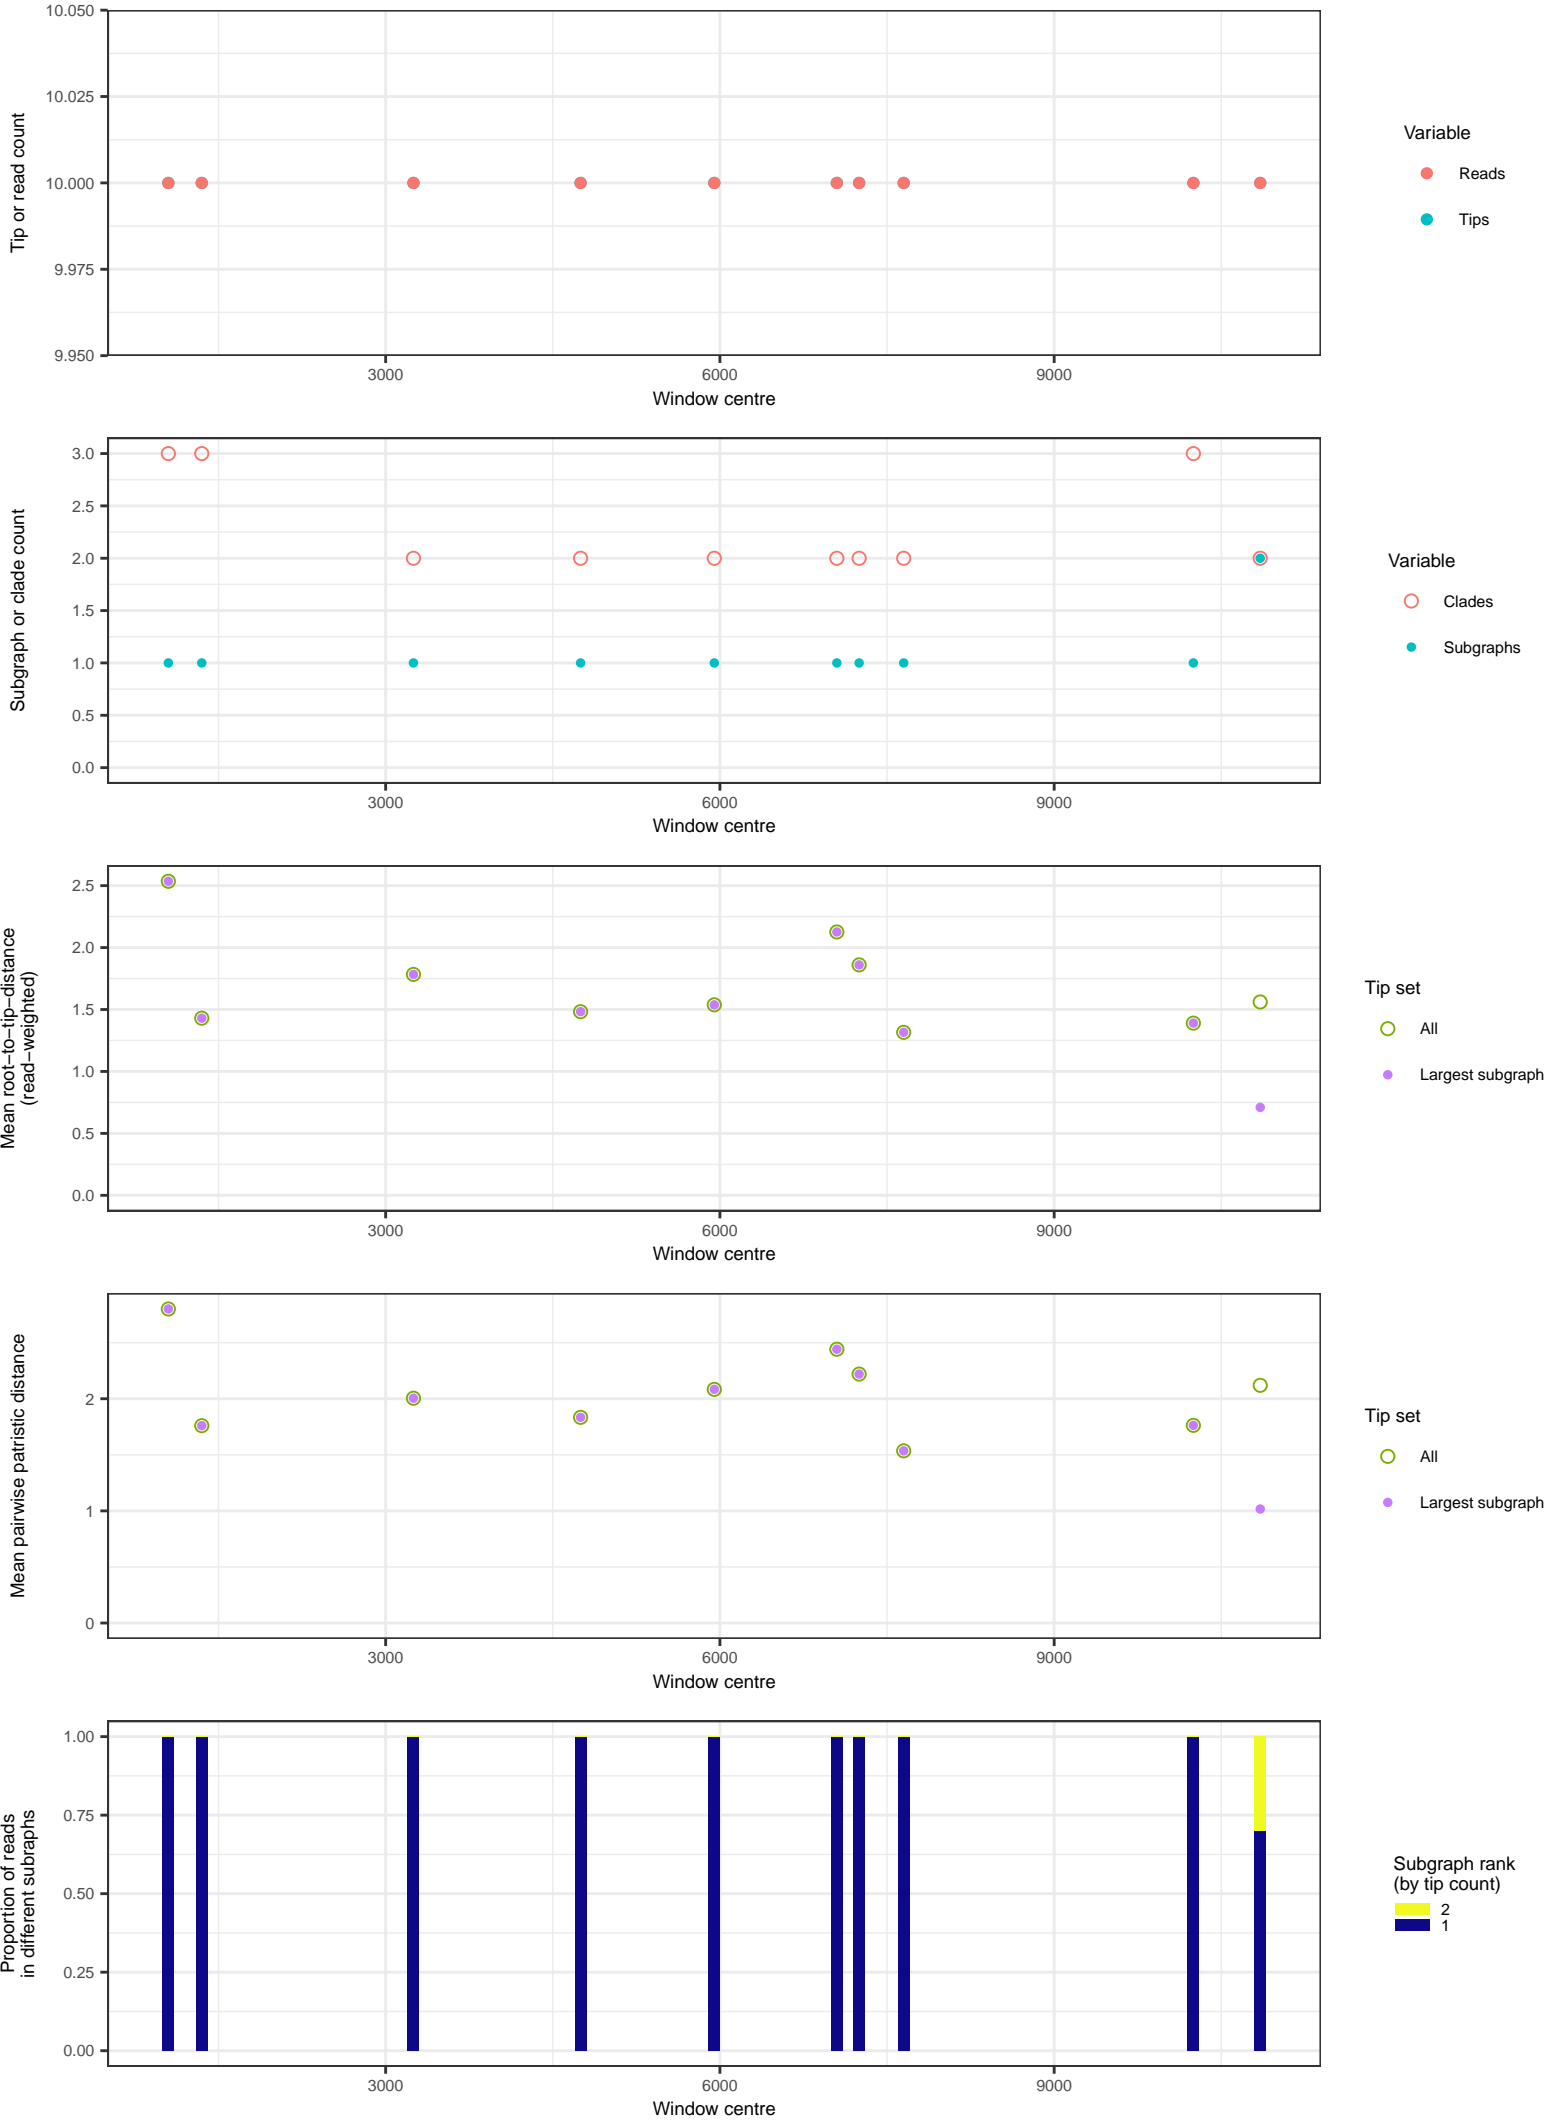 10.050
10.025
10.000
9.975
9.950
Tip or read count
3000 6000 9000
Window centre
Variable
Reads
Tips
3.0
2.5
2.0
1.5
1.0
0.5
0.0
Subgraph or clade count
3000 6000 9000
Window centre
Variable
Clades
Subgraphs
2.5
2.0
1.5
1.0
0.5
0.0
Mean root−to−tip−distance
(read−weighted)
3000 6000 9000
Window centre
Tip set
All
Largest subgraph
2
1
0
Mean pairwise patristic distance
3000 6000 9000
Window centre
Tip set
All
Largest subgraph
1.00
0.75
0.50
0.25
0.00
Proportion of reads
in different subraphs
3000 6000 9000
Window centre
Subgraph rank
(by tip count)
2
1